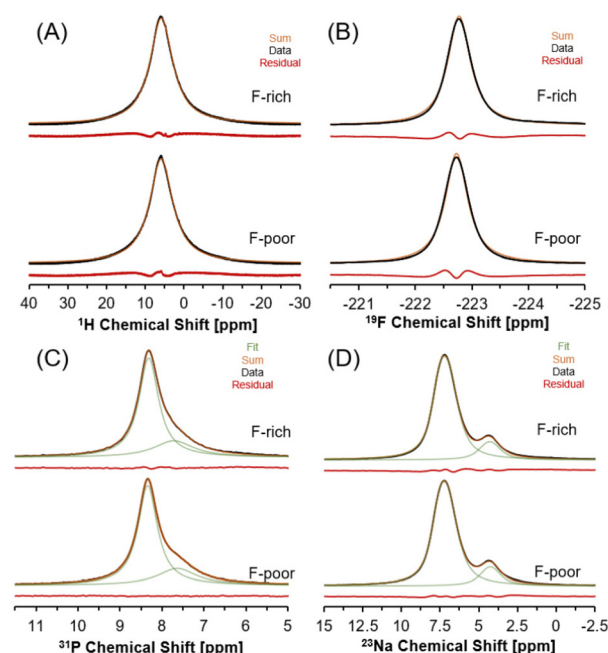 (A)
Sum
Data
Residual
F-rich
F-poor
40 30 20 10 0 -10 -20 -30
¹H Chemical Shift [ppm]
(B)
Sum
Data
Residual
F-rich
F-poor
-221 -222 -223 -224 -225
¹⁹F Chemical Shift [ppm]
(C)
Fit
Sum
Data
Residual
F-rich
F-poor
11 10 9 8 7 6 5
³¹P Chemical Shift [ppm]
(D)
Fit
Sum
Data
Residual
F-rich
F-poor
15 12.5 10 7.5 5 2.5 0 -2.5
²³Na Chemical Shift [ppm]